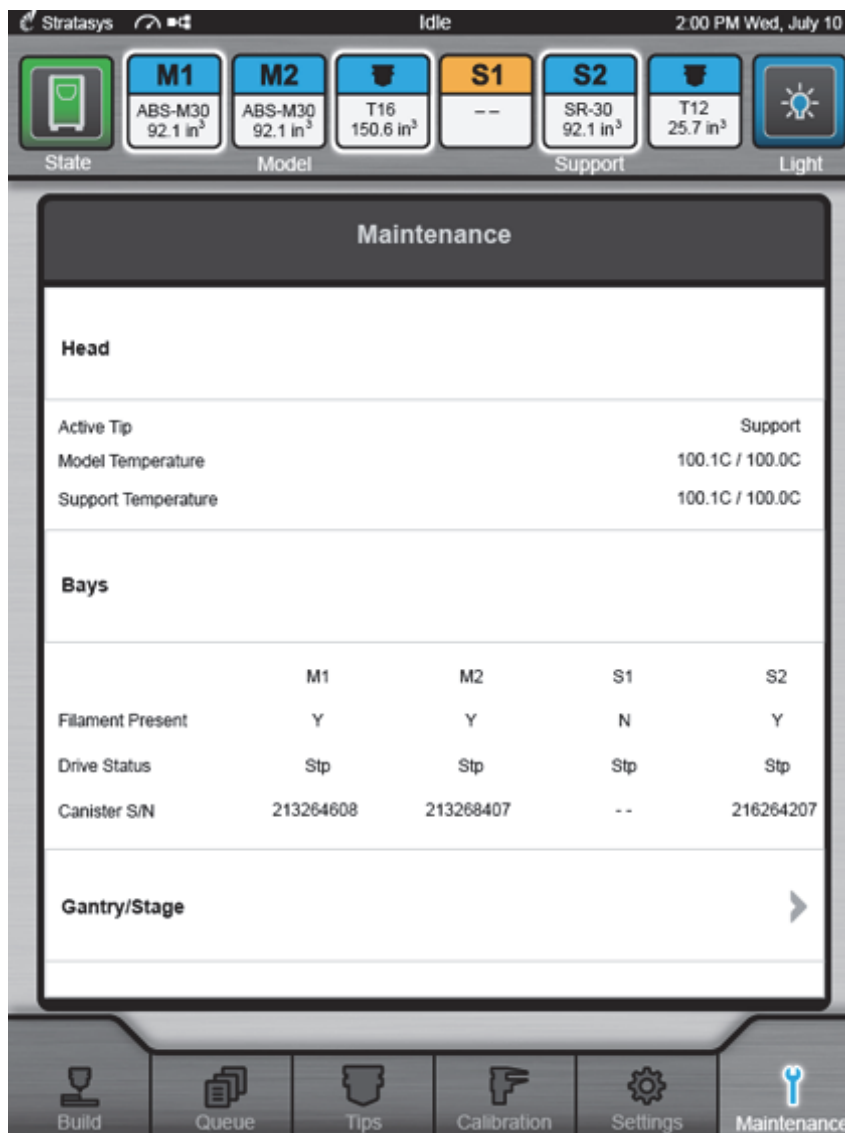 Stratasys Idle 2:00 PM Wed, July 10
M1 M2 S1 S2
ABS-M30 ABS-M30 T16 -- SR-30 T12
92.1 in³ 92.1 in³ 150.6 in³ 92.1 in³ 25.7 in³
State Model Support Light
Maintenance
Head
Active Tip Support
Model Temperature 100.1C / 100.0C
Support Temperature 100.1C / 100.0C
Bays
M1 M2 S1 S2
Filament Present Y Y N Y
Drive Status Stp Stp Stp Stp
Canister S/N 213264608 213268407 - - 216264207
Gantry/Stage
Build Queue Tips Calibration Settings Maintenance